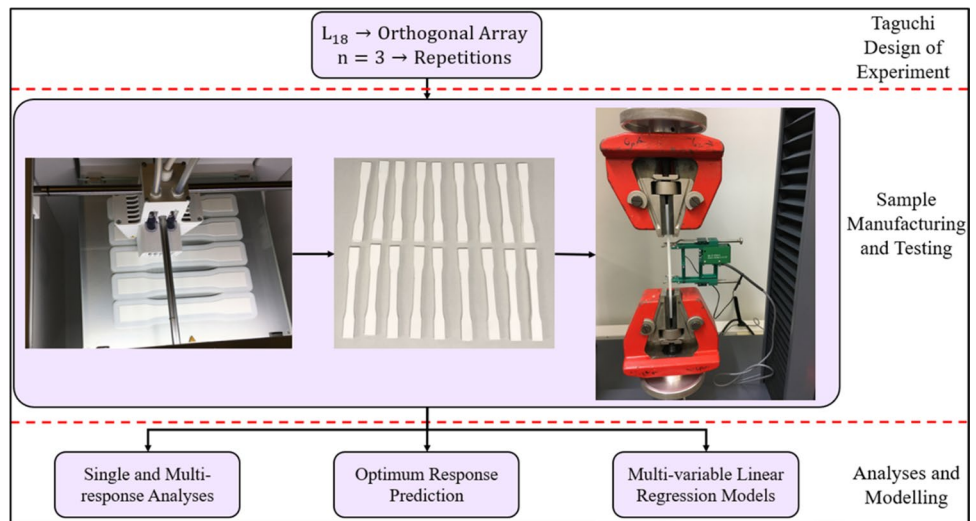 L₁₈ → Orthogonal Array
n = 3 → Repetitions
Taguchi
Design of
Experiment
Sample
Manufacturing
and Testing
Single and Multi-
response Analyses
Optimum Response
Prediction
Multi-variable Linear
Regression Models
Analyses and
Modelling